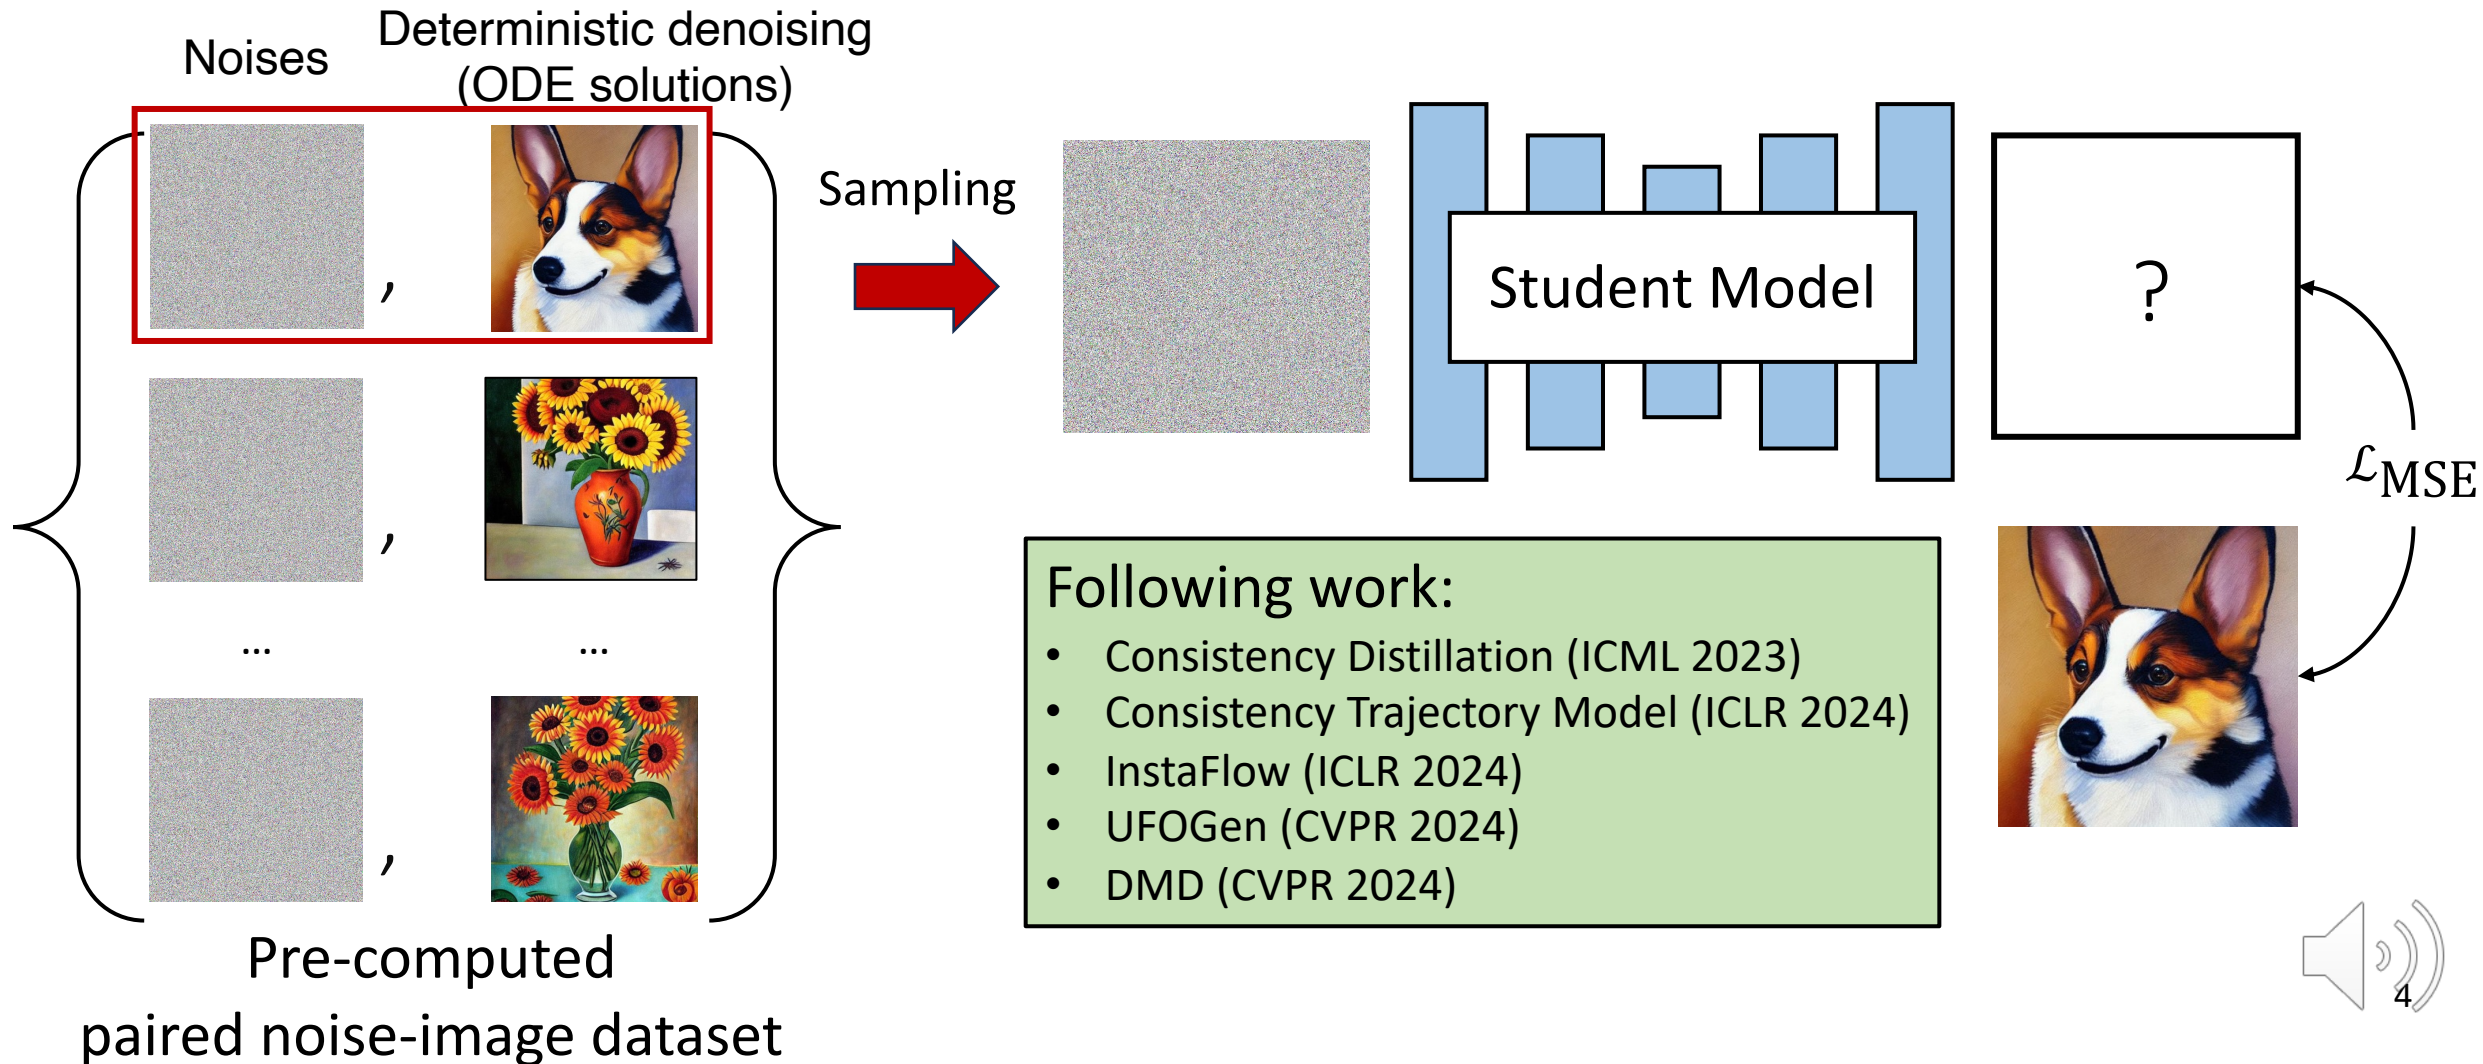 Noises
Deterministic denoising
(ODE solutions)
,
,
...
...
,
Pre-computed
paired noise-image dataset
Sampling
Student Model
?
ℒMSE
Following work:
• Consistency Distillation (ICML 2023)
• Consistency Trajectory Model (ICLR 2024)
• InstaFlow (ICLR 2024)
• UFOGen (CVPR 2024)
• DMD (CVPR 2024)
4